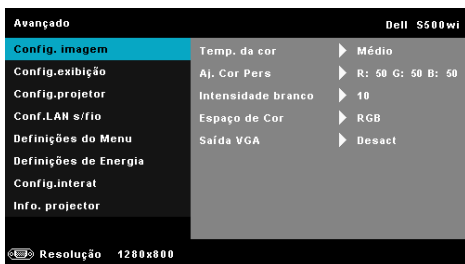 Avançado Dell S500wi
Config. imagem Temp. da cor Médio
Config.exibição Aj. Cor Pers R: 50 G: 50 B: 50
Config.projetor Intensidade branco 10
Conf.LAN s/fio Espaço de Cor RGB
Definições do Menu Saída VGA Desact
Definições de Energia
Config.interat
Info. projector
Resolução 1280x800